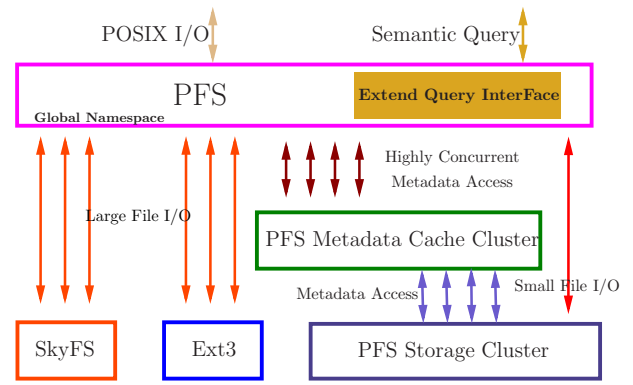 POSIX I/O
Semantic Query
PFS
Extend Query InterFace
Global Namespace
Highly Concurrent
Metadata Access
Large File I/O
PFS Metadata Cache Cluster
Metadata Access
Small File I/O
SkyFS
Ext3
PFS Storage Cluster